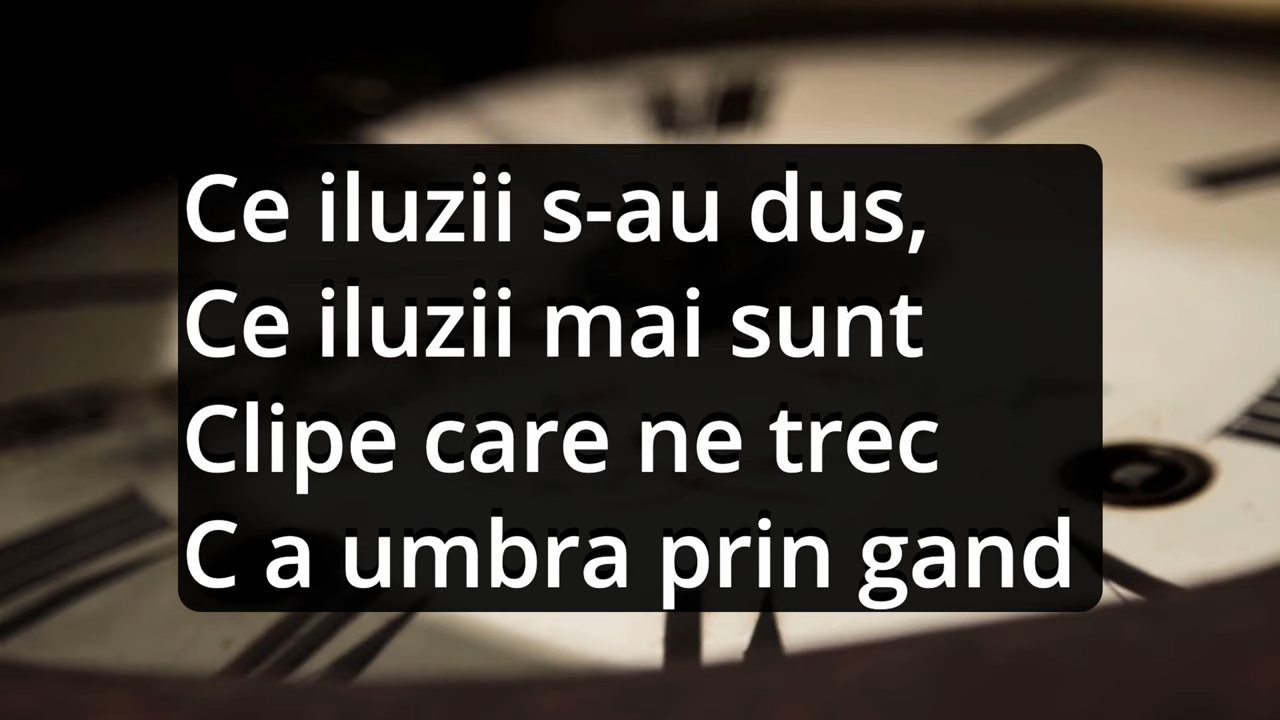 Ce iluzii s-au dus,
Ce iluzii mai sunt
Clipe care ne trec
C a umbra prin gand